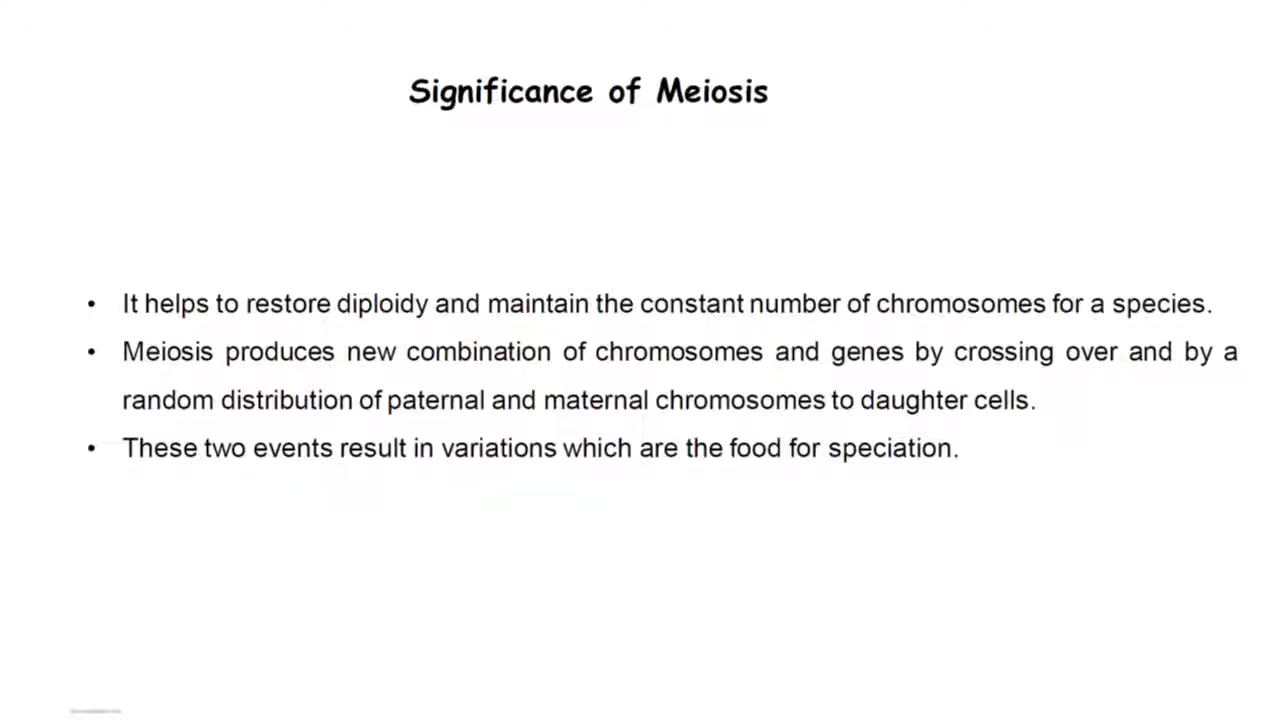 Significance of Meiosis
• It helps to restore diploidy and maintain the constant number of chromosomes for a species.
• Meiosis produces new combination of chromosomes and genes by crossing over and by a
random distribution of paternal and maternal chromosomes to daughter cells.
• These two events result in variations which are the food for speciation.